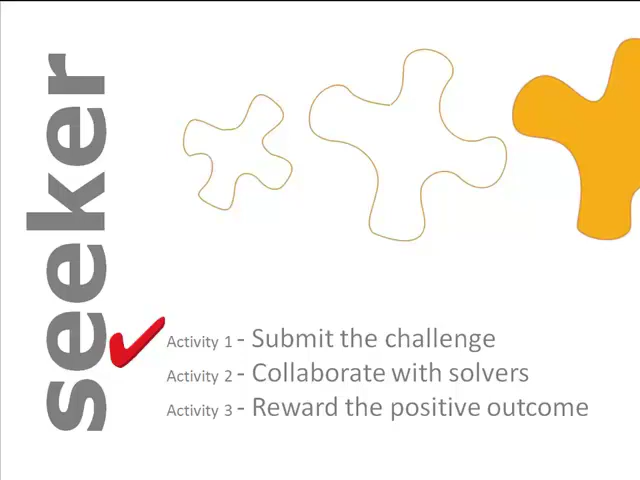 seeker
Activity 1 - Submit the challenge
Activity 2 - Collaborate with solvers
Activity 3 - Reward the positive outcome